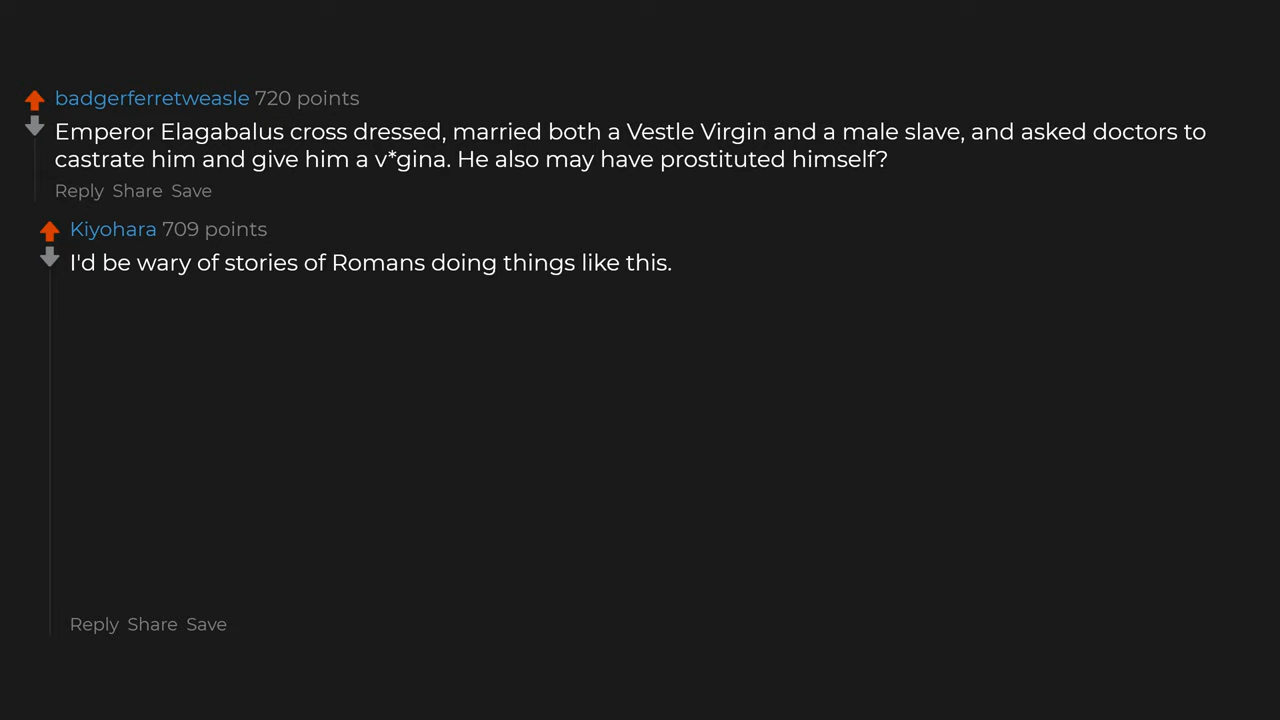 badgerferretweasle 720 points
Emperor Elagabalus cross dressed, married both a Vestle Virgin and a male slave, and asked doctors to
castrate him and give him a v*gina. He also may have prostituted himself?
Reply Share Save
Kiyohara 709 points
I'd be wary of stories of Romans doing things like this.
Reply Share Save